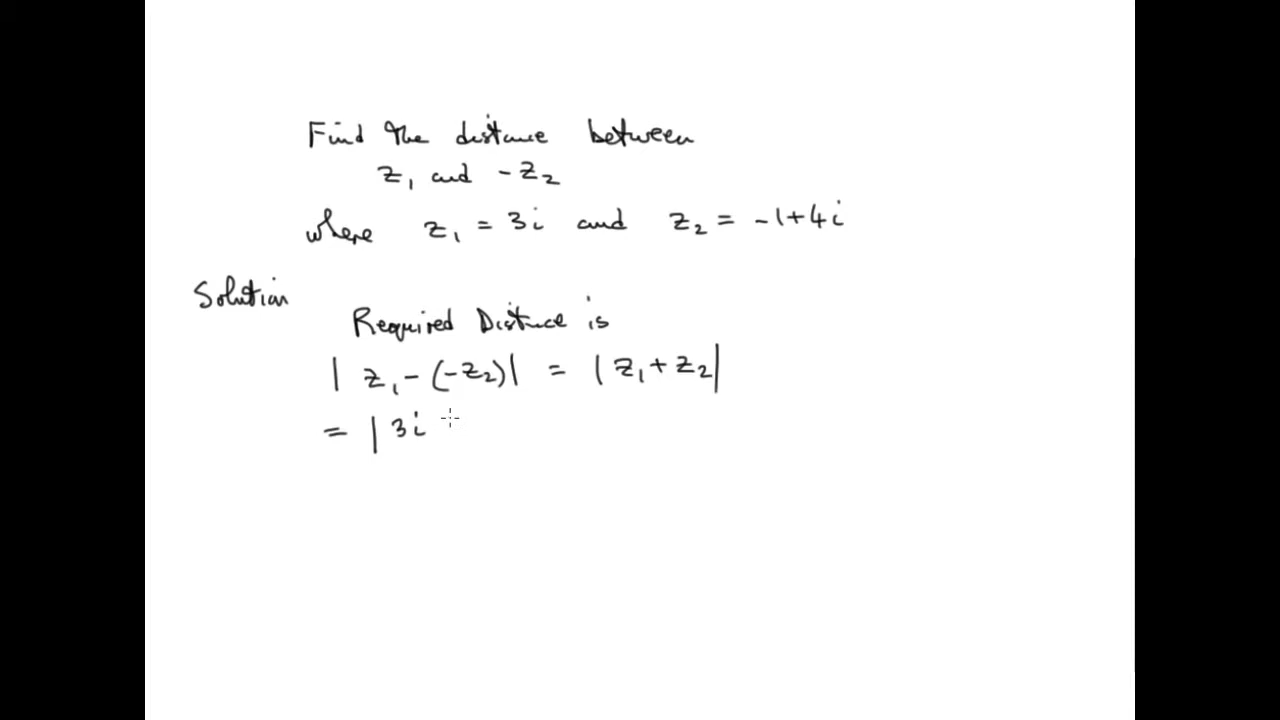 Find the distance between
z₁ and -z₂
where z₁ = 3i and z₂ = -1+4i
Solution
Required Distance is
| z₁ - (-z₂)| = | z₁ + z₂|
= | 3i